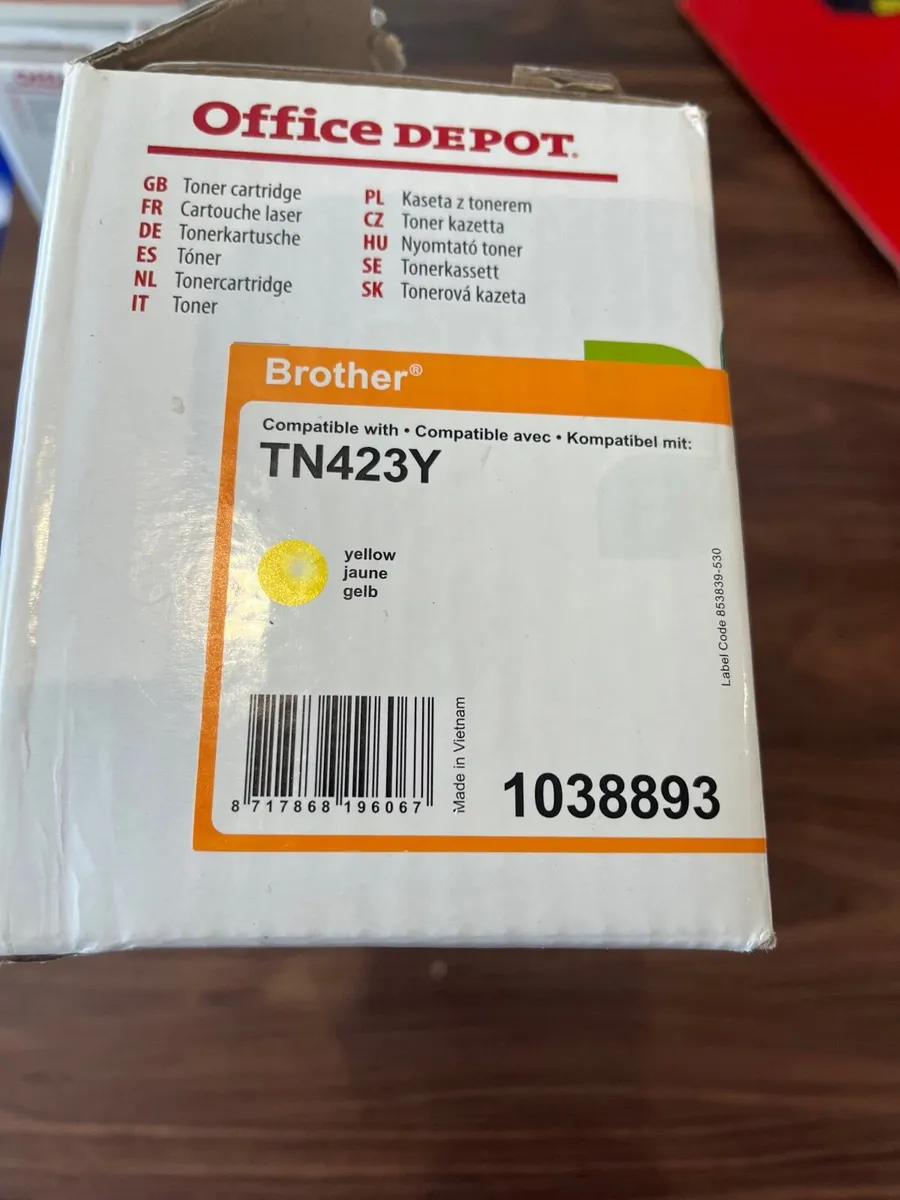 Office DEPOT.
GB Toner cartridge
FR Cartouche laser
DE Tonerkartusche
ES Tóner
NL Tonercartridge
IT Toner
PL Kaseta z tonerem
CZ Toner kazetta
HU Nyomtató toner
SE Tonerkassett
SK Tonerová kazeta
Brother®
Compatible with • Compatible avec • Kompatibel mit:
TN423Y
yellow
jaune
gelb
Label Code 853839-530
8 717868 196067
Made in Vietnam
1038893